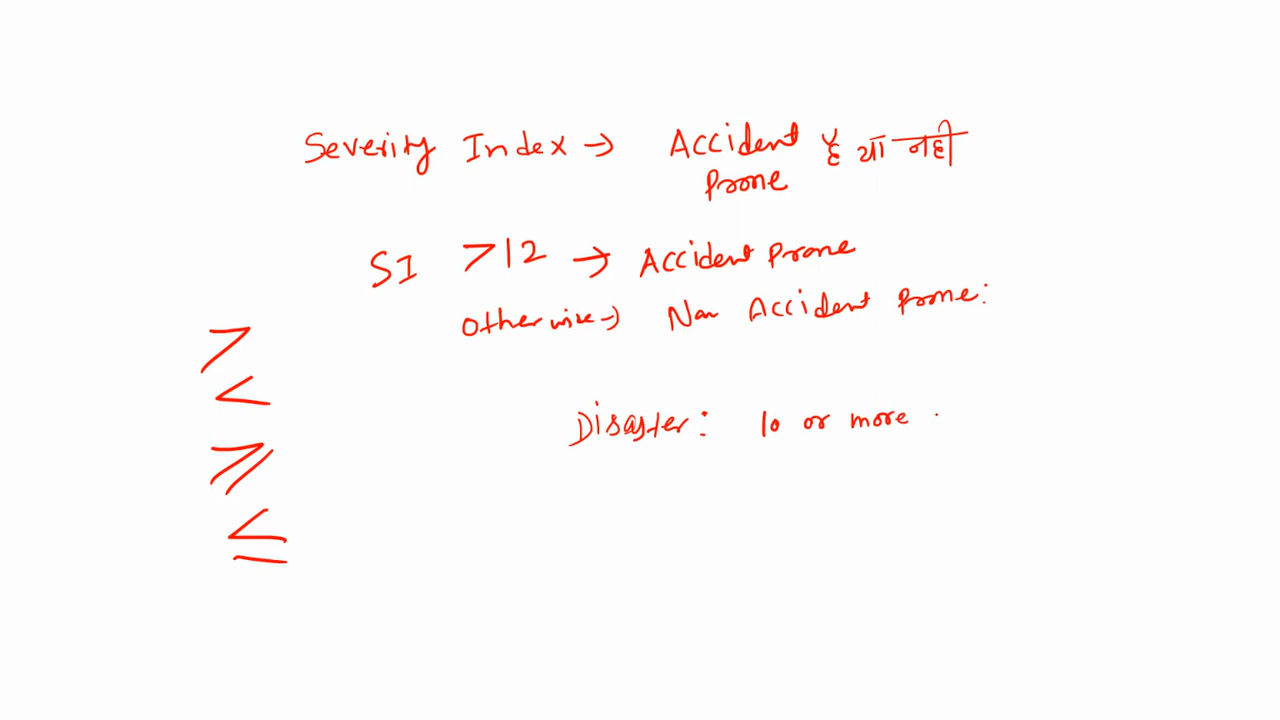 Severity Index → Accident है या नही
Prone
SI >12 → Accident Prone
Otherwise → Non Accident Prone:
>
<
≥
≤
Disaster: 10 or more .